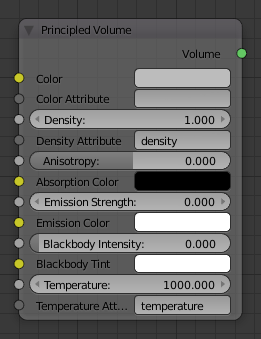 Principled Volume
Volume
Color
Color Attribute
Density: 1.000
Density Attribute density
Anisotropy: 0.000
Absorption Color
Emission Strength: 0.000
Emission Color
Blackbody Intensity: 0.000
Blackbody Tint
Temperature: 1000.000
Temperature Att... temperature